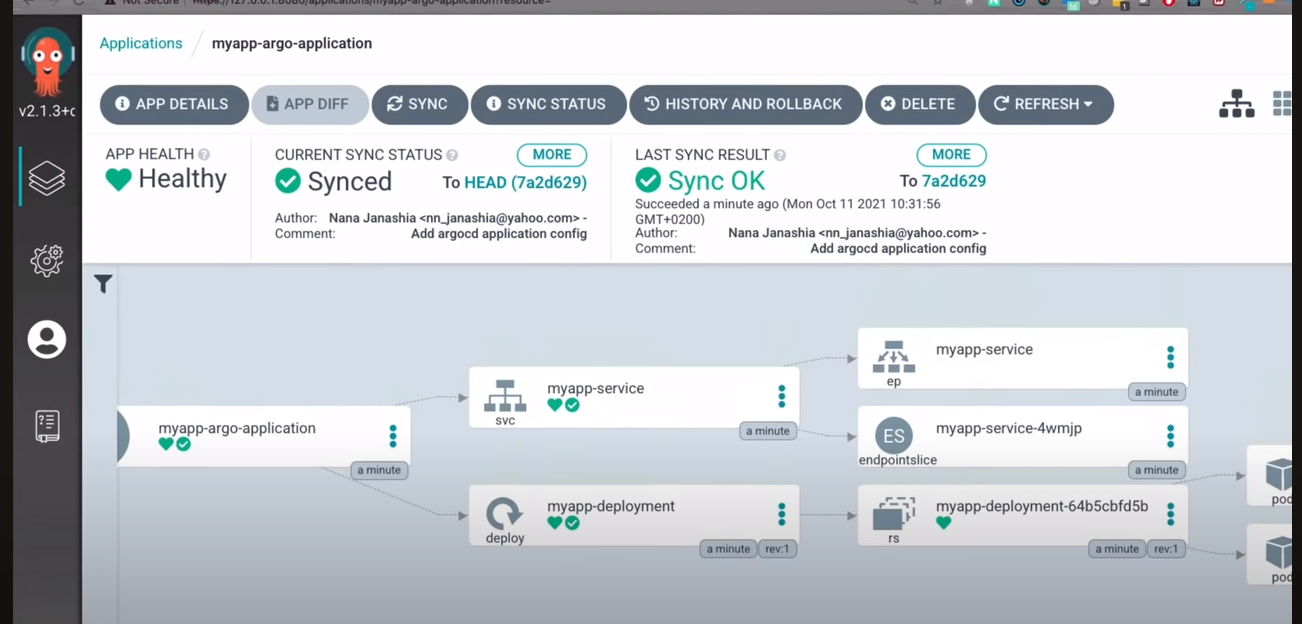 Not Secure https://127.0.0.1:8080/applications/myapp-argo-application?resource=
Applications / myapp-argo-application
v2.1.3+c
APP DETAILS
APP DIFF
SYNC
SYNC STATUS
HISTORY AND ROLLBACK
DELETE
REFRESH
APP HEALTH
Healthy
CURRENT SYNC STATUS
MORE
Synced
To HEAD (7a2d629)
Author: Nana Janashia <nn_janashia@yahoo.com> -
Comment: Add argocd application config
LAST SYNC RESULT
MORE
Sync OK
To 7a2d629
Succeeded a minute ago (Mon Oct 11 2021 10:31:56
GMT+0200)
Author: Nana Janashia <nn_janashia@yahoo.com> -
Comment: Add argocd application config
myapp-argo-application
a minute
svc
myapp-service
a minute
deploy
myapp-deployment
a minute
rev:1
ep
myapp-service
a minute
ES
endpointslice
myapp-service-4wmjp
a minute
rs
myapp-deployment-64b5cbfd5b
a minute
rev:1
pod
pod